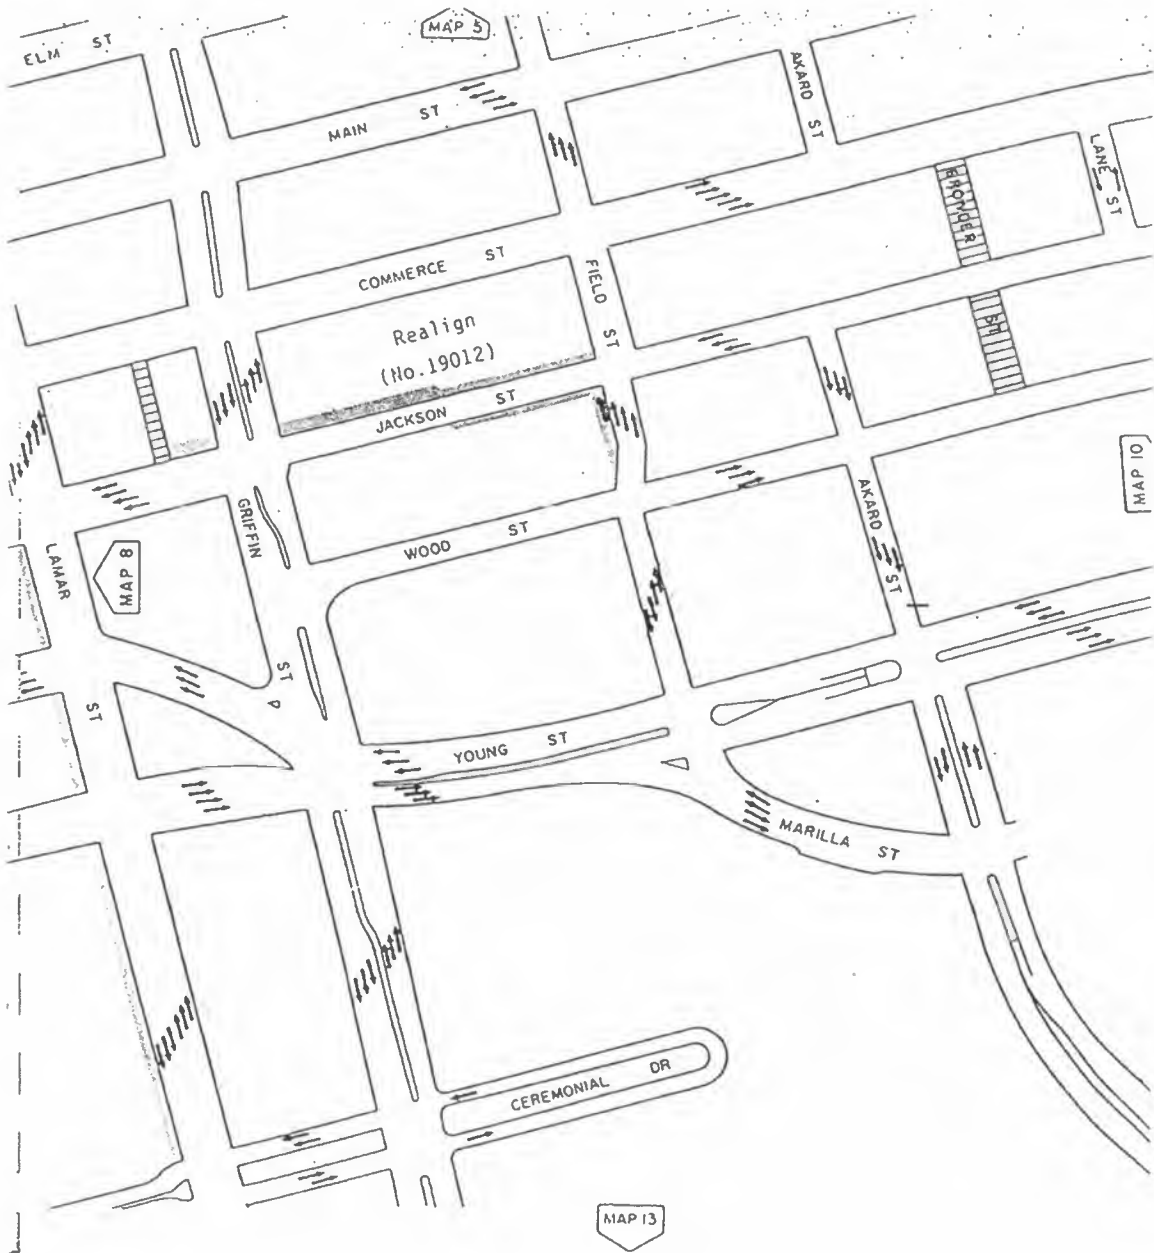 ELM ST
MAP 5
MAIN ST
AKARD ST
LANE ST
BROWDER
ST
COMMERCE ST
FIELD ST
Realign
(No.19012)
JACKSON ST
MAP 10
GRIFFIN
ST
WOOD ST
AKARD ST
LAMAR
ST
MAP 8
YOUNG ST
MARILLA ST
CEREMONIAL DR
MAP 13